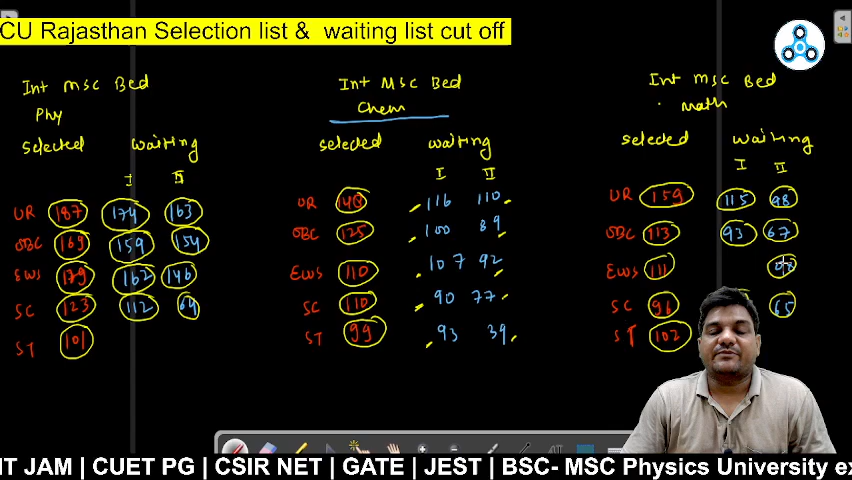 CU Rajasthan Selection list & waiting list cut off
Int MSC Bed
Phy
Selected waiting
I II
UR 187 174 163
OBC 169 159 154
EWS 179 162 146
SC 123 112 64
ST 101
Int MSC Bed
Chem
selected waiting
I II
UR 116 110
OBC 125 100 89
EWS 110 107 92
SC 110 90 77
ST 99 93 39
Int MSC Bed
math
selected waiting
I II
UR 159 115 98
OBC 113 93 67
EWS 111
SC 96 65
ST 102
IT JAM | CUET PG | CSIR NET | GATE | JEST | BSC- MSC Physics University ex